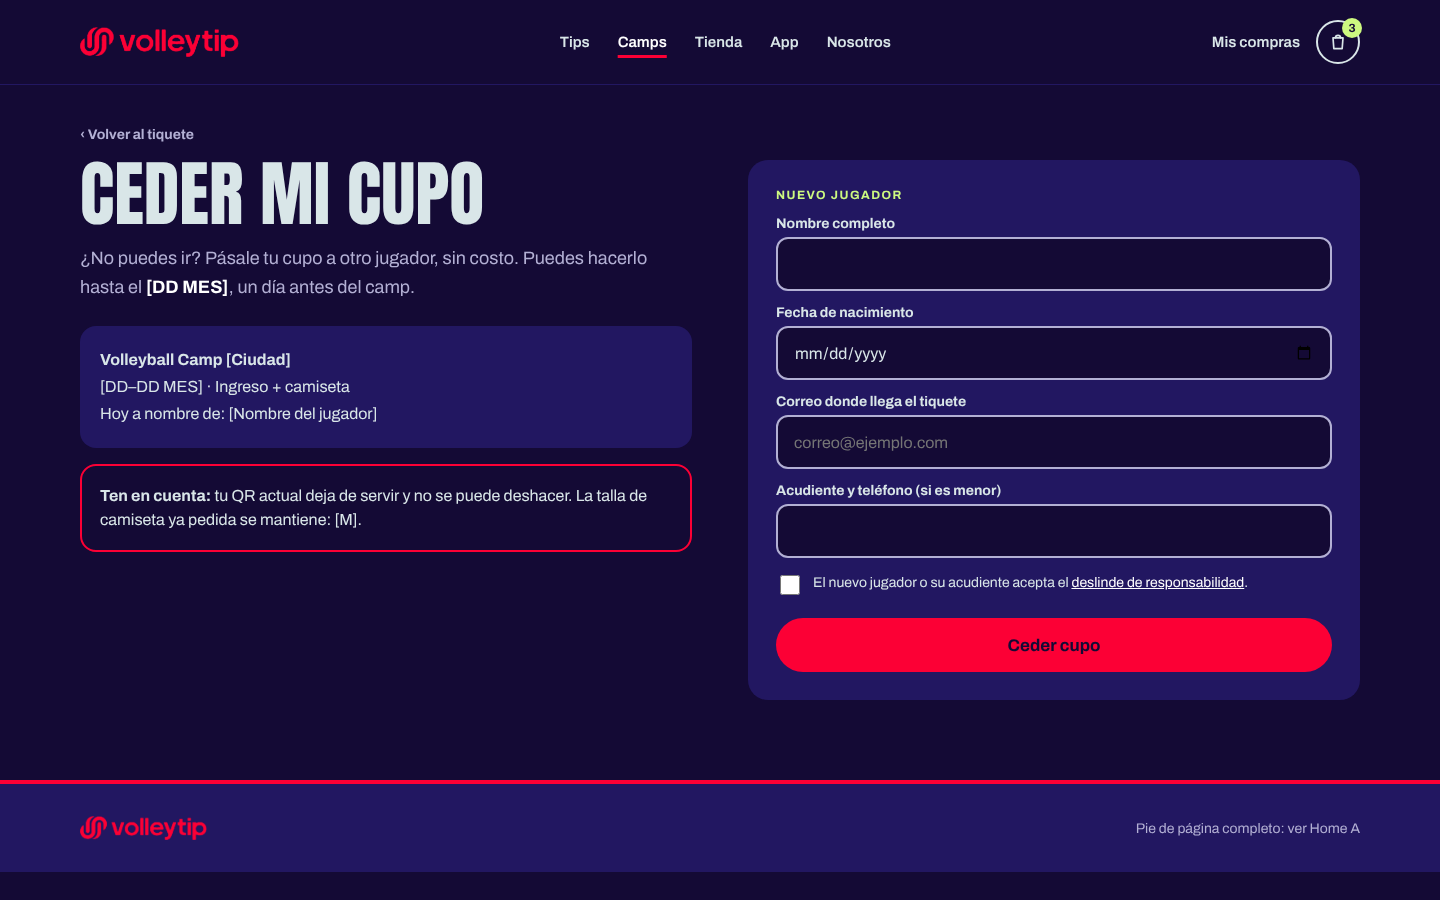 volleytip
Tips
Camps
Tienda
App
Nosotros
Mis compras
3
‹ Volver al tiquete
CEDER MI CUPO
¿No puedes ir? Pásale tu cupo a otro jugador, sin costo. Puedes hacerlo
hasta el [DD MES], un día antes del camp.
Volleyball Camp [Ciudad]
[DD–DD MES] · Ingreso + camiseta
Hoy a nombre de: [Nombre del jugador]
Ten en cuenta: tu QR actual deja de servir y no se puede deshacer. La talla de
camiseta ya pedida se mantiene: [M].
NUEVO JUGADOR
Nombre completo
Fecha de nacimiento
mm/dd/yyyy
Correo donde llega el tiquete
correo@ejemplo.com
Acudiente y teléfono (si es menor)
El nuevo jugador o su acudiente acepta el deslinde de responsabilidad.
Ceder cupo
volleytip
Pie de página completo: ver Home A